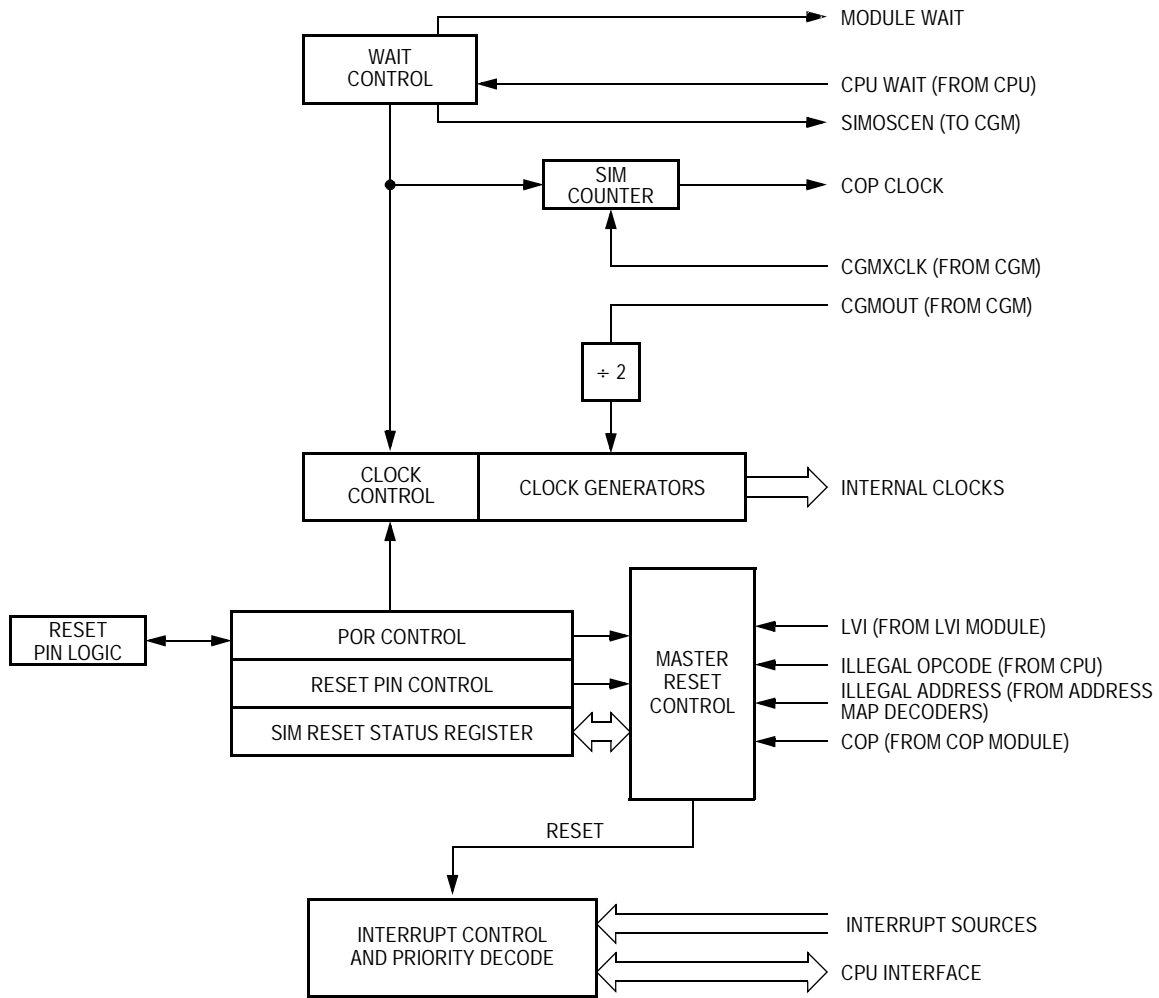 MODULE WAIT
WAIT
CONTROL
CPU WAIT (FROM CPU)
SIMOSCEN (TO CGM)
SIM
COUNTER
COP CLOCK
CGMXCLK (FROM CGM)
CGMOUT (FROM CGM)
÷ 2
CLOCK
CONTROL
CLOCK GENERATORS
INTERNAL CLOCKS
RESET
PIN LOGIC
POR CONTROL
RESET PIN CONTROL
SIM RESET STATUS REGISTER
MASTER
RESET
CONTROL
LVI (FROM LVI MODULE)
ILLEGAL OPCODE (FROM CPU)
ILLEGAL ADDRESS (FROM ADDRESS
MAP DECODERS)
COP (FROM COP MODULE)
RESET
INTERRUPT CONTROL
AND PRIORITY DECODE
INTERRUPT SOURCES
CPU INTERFACE